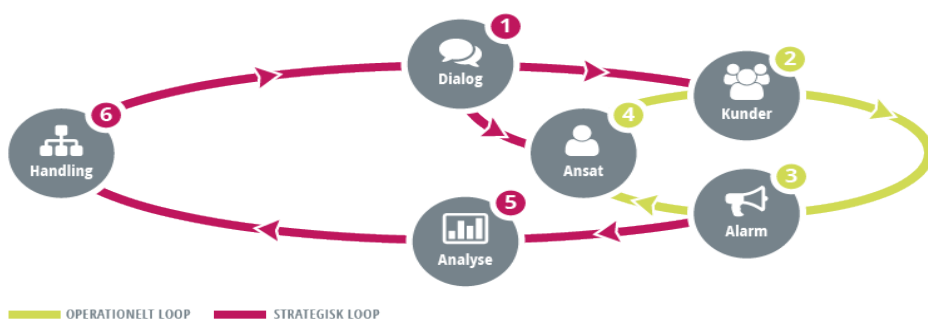 1
Dialog
2
Kunder
4
Ansat
6
Handling
3
Alarm
5
Analyse
OPERATIONELT LOOP
STRATEGISK LOOP